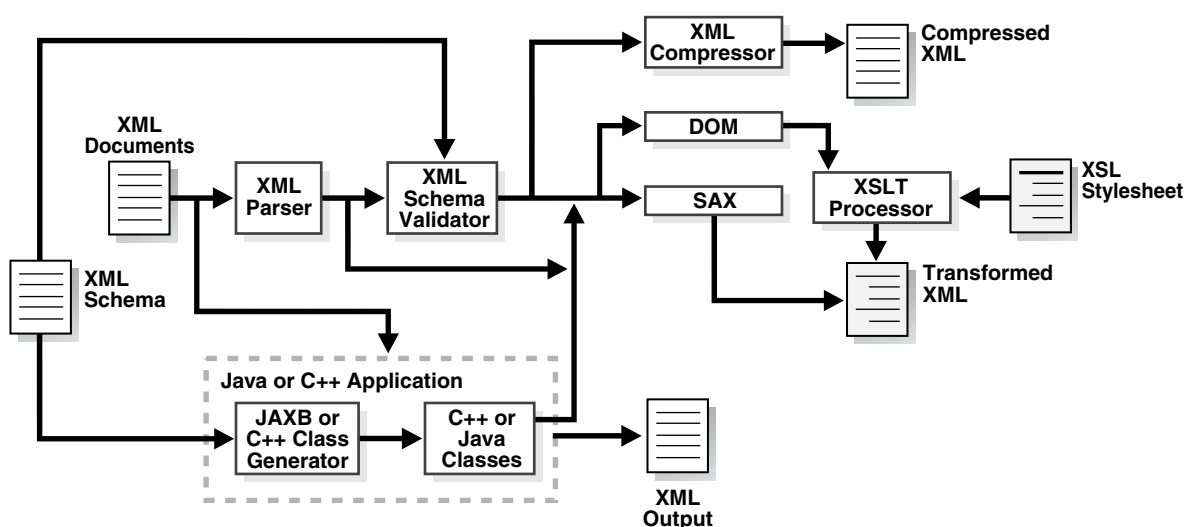 XML
Compressor
Compressed
XML
XML
Documents
DOM
XML
Parser
XML
Schema
Validator
SAX
XSLT
Processor
XSL
Stylesheet
XML
Schema
Transformed
XML
Java or C++ Application
JAXB or
C++ Class
Generator
C++ or
Java
Classes
XML
Output